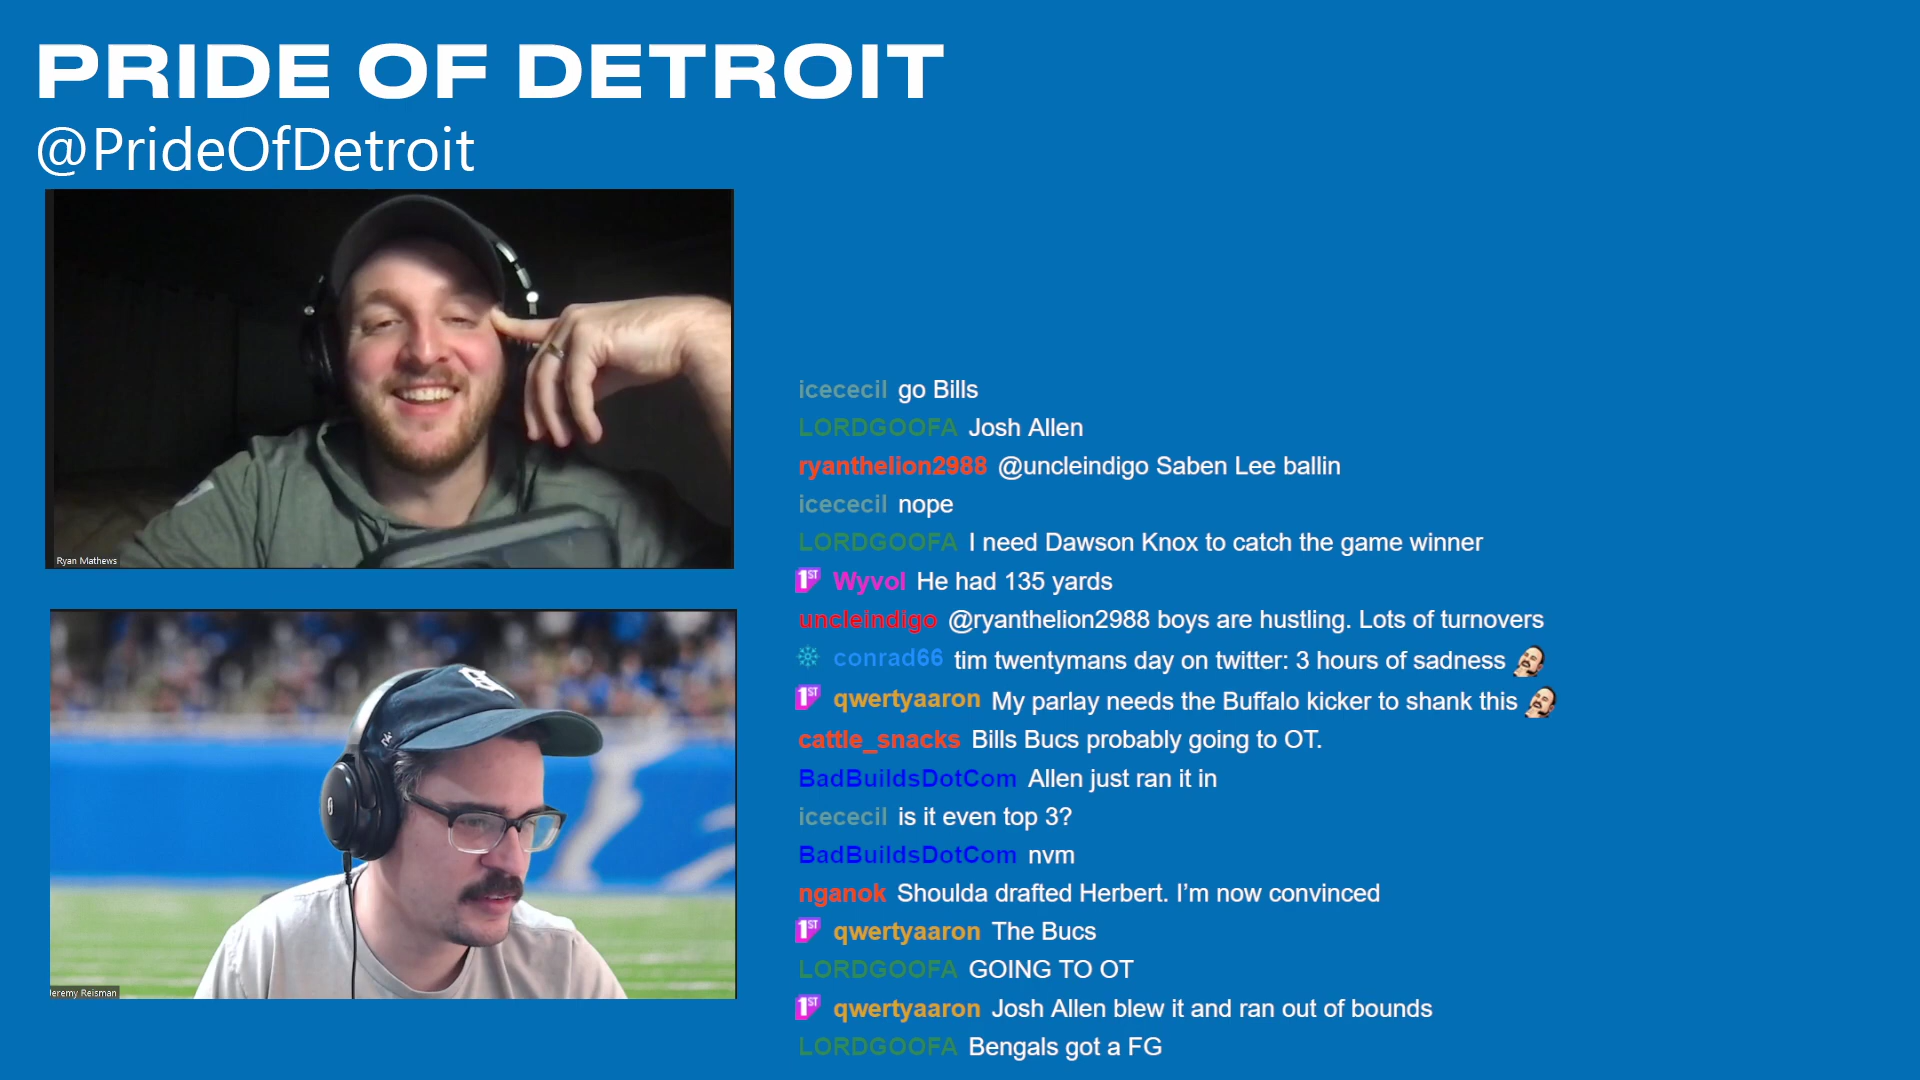 PRIDE OF DETROIT
@PrideOfDetroit
Ryan Mathews
Jeremy Reisman
icececil go Bills
LORDGOOFA Josh Allen
ryanthelion2988 @uncleindigo Saben Lee ballin
icececil nope
LORDGOOFA I need Dawson Knox to catch the game winner
1ST Wyvol He had 135 yards
uncleindigo @ryanthelion2988 boys are hustling. Lots of turnovers
conrad66 tim twentymans day on twitter: 3 hours of sadness
1ST qwertyaaron My parlay needs the Buffalo kicker to shank this
cattle_snacks Bills Bucs probably going to OT.
BadBuildsDotCom Allen just ran it in
icececil is it even top 3?
BadBuildsDotCom nvm
nganok Shoulda drafted Herbert. I’m now convinced
1ST qwertyaaron The Bucs
LORDGOOFA GOING TO OT
1ST qwertyaaron Josh Allen blew it and ran out of bounds
LORDGOOFA Bengals got a FG